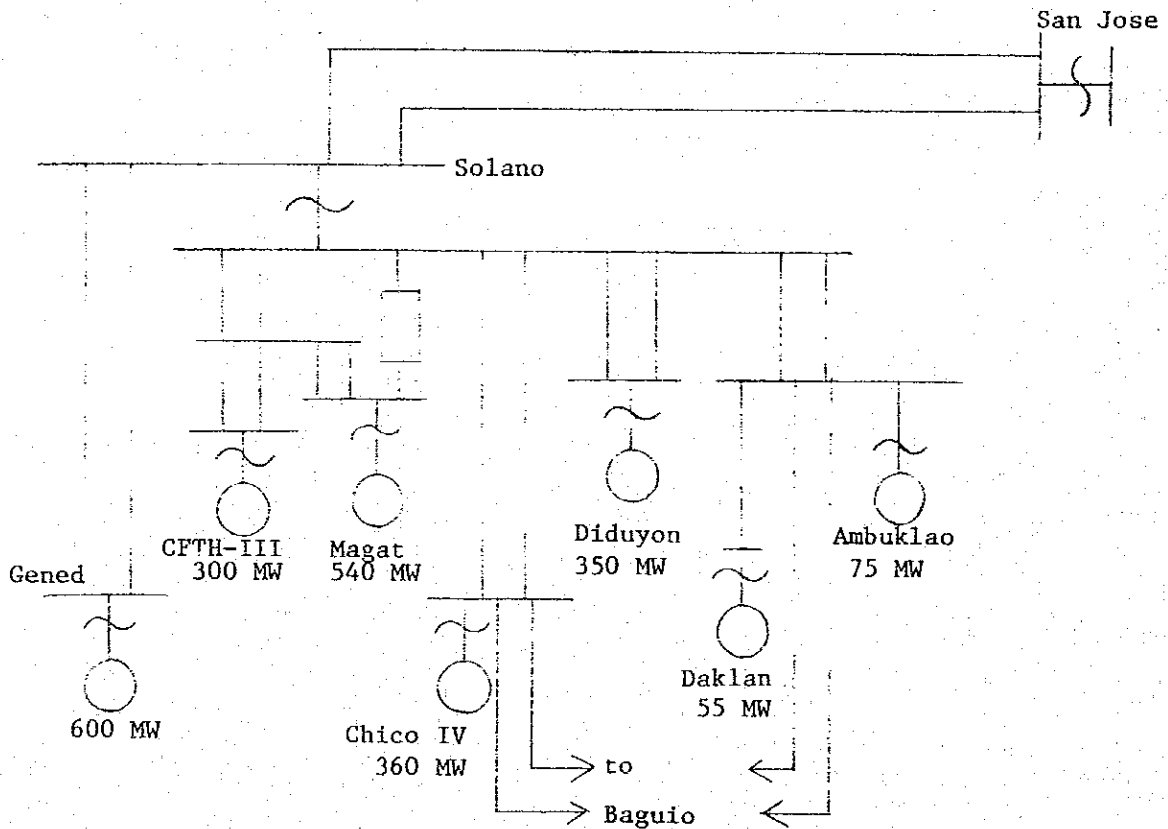 San Jose
Solano
CFTH-III
300 MW
Magat
540 MW
Diduyon
350 MW
Ambuklao
75 MW
Gened
600 MW
Chico IV
360 MW
Daklan
55 MW
to
Baguio